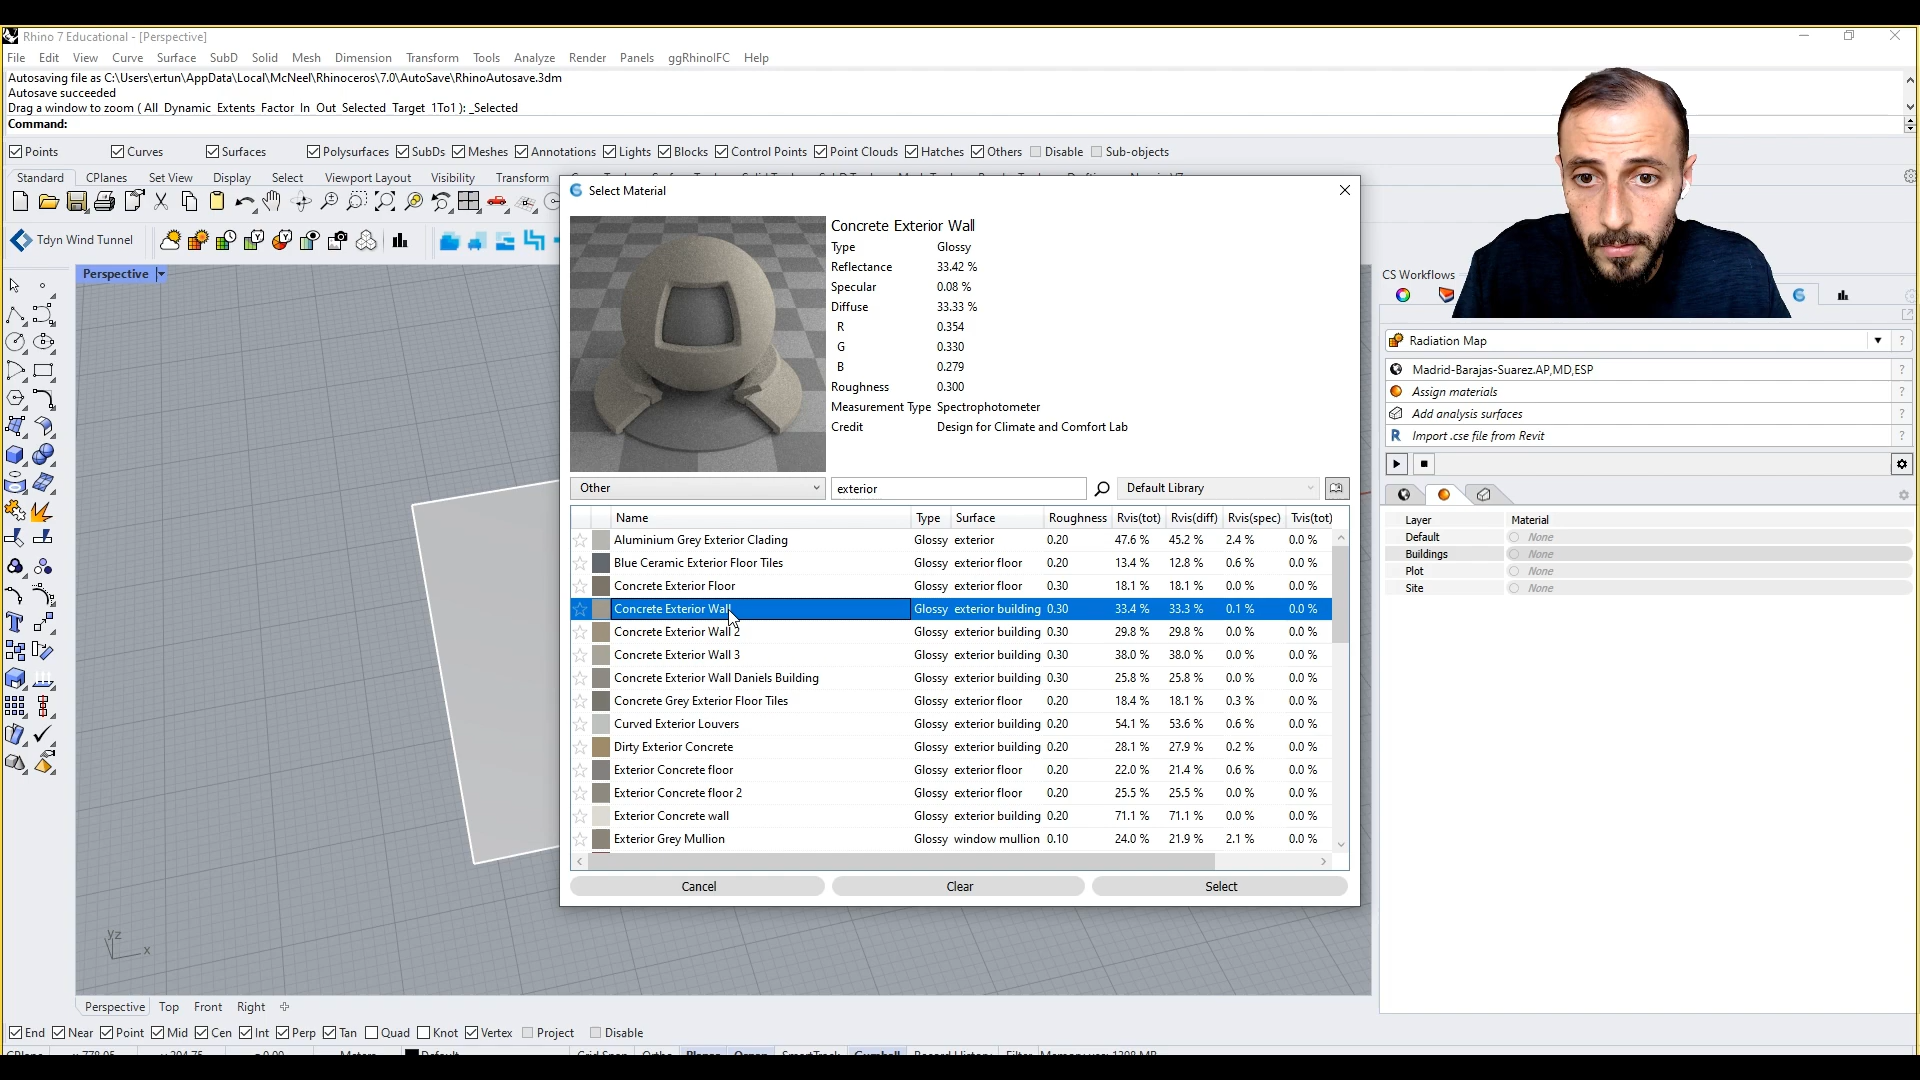 Rhino 7 Educational - [Perspective]
File Edit View Curve Surface SubD Solid Mesh Dimension Transform Tools Analyze Render Panels ggRhinoIFC Help
Autosaving file as C:\Users\ertun\AppData\Local\McNeel\Rhinoceros\7.0\AutoSave\RhinoAutosave.3dm
Autosave succeeded
Drag a window to zoom ( All Dynamic Extents Factor In Out Selected Target 1To1 ): _Selected
Command:
Points Curves Surfaces Polysurfaces SubDs Meshes Annotations Lights Blocks Control Points Point Clouds Hatches Others Disable Sub-objects
Standard CPlanes Set View Display Select Viewport Layout Visibility Transform
Tdyn Wind Tunnel
Perspective
Select Material
Concrete Exterior Wall
Type Glossy
Reflectance 33.42 %
Specular 0.08 %
Diffuse 33.33 %
R 0.354
G 0.330
B 0.279
Roughness 0.300
Measurement Type Spectrophotometer
Credit Design for Climate and Comfort Lab
Other exterior Default Library
Name Type Surface Roughness Rvis(tot) Rvis(diff) Rvis(spec) Tvis(tot)
Aluminium Grey Exterior Clading Glossy exterior 0.20 47.6 % 45.2 % 2.4 % 0.0 %
Blue Ceramic Exterior Floor Tiles Glossy exterior floor 0.20 13.4 % 12.8 % 0.6 % 0.0 %
Concrete Exterior Floor Glossy exterior floor 0.30 18.1 % 18.1 % 0.0 % 0.0 %
Concrete Exterior Wall Glossy exterior building 0.30 33.4 % 33.3 % 0.1 % 0.0 %
Concrete Exterior Wall 2 Glossy exterior building 0.30 29.8 % 29.8 % 0.0 % 0.0 %
Concrete Exterior Wall 3 Glossy exterior building 0.30 38.0 % 38.0 % 0.0 % 0.0 %
Concrete Exterior Wall Daniels Building Glossy exterior building 0.30 25.8 % 25.8 % 0.0 % 0.0 %
Concrete Grey Exterior Floor Tiles Glossy exterior floor 0.20 18.4 % 18.1 % 0.3 % 0.0 %
Curved Exterior Louvers Glossy exterior building 0.20 54.1 % 53.6 % 0.6 % 0.0 %
Dirty Exterior Concrete Glossy exterior building 0.20 28.1 % 27.9 % 0.2 % 0.0 %
Exterior Concrete floor Glossy exterior floor 0.20 22.0 % 21.4 % 0.6 % 0.0 %
Exterior Concrete floor 2 Glossy exterior floor 0.20 25.5 % 25.5 % 0.0 % 0.0 %
Exterior Concrete wall Glossy exterior building 0.20 71.1 % 71.1 % 0.0 % 0.0 %
Exterior Grey Mullion Glossy window mullion 0.10 24.0 % 21.9 % 2.1 % 0.0 %
Cancel Clear Select
CS Workflows
Radiation Map ?
Madrid-Barajas-Suarez.AP,MD,ESP ?
Assign materials ?
Add analysis surfaces ?
R Import .cse file from Revit ?
Layer Material
Default None
Buildings None
Plot None
Site None
yz
x
Perspective Top Front Right
End Near Point Mid Cen Int Perp Tan Quad Knot Vertex Project Disable